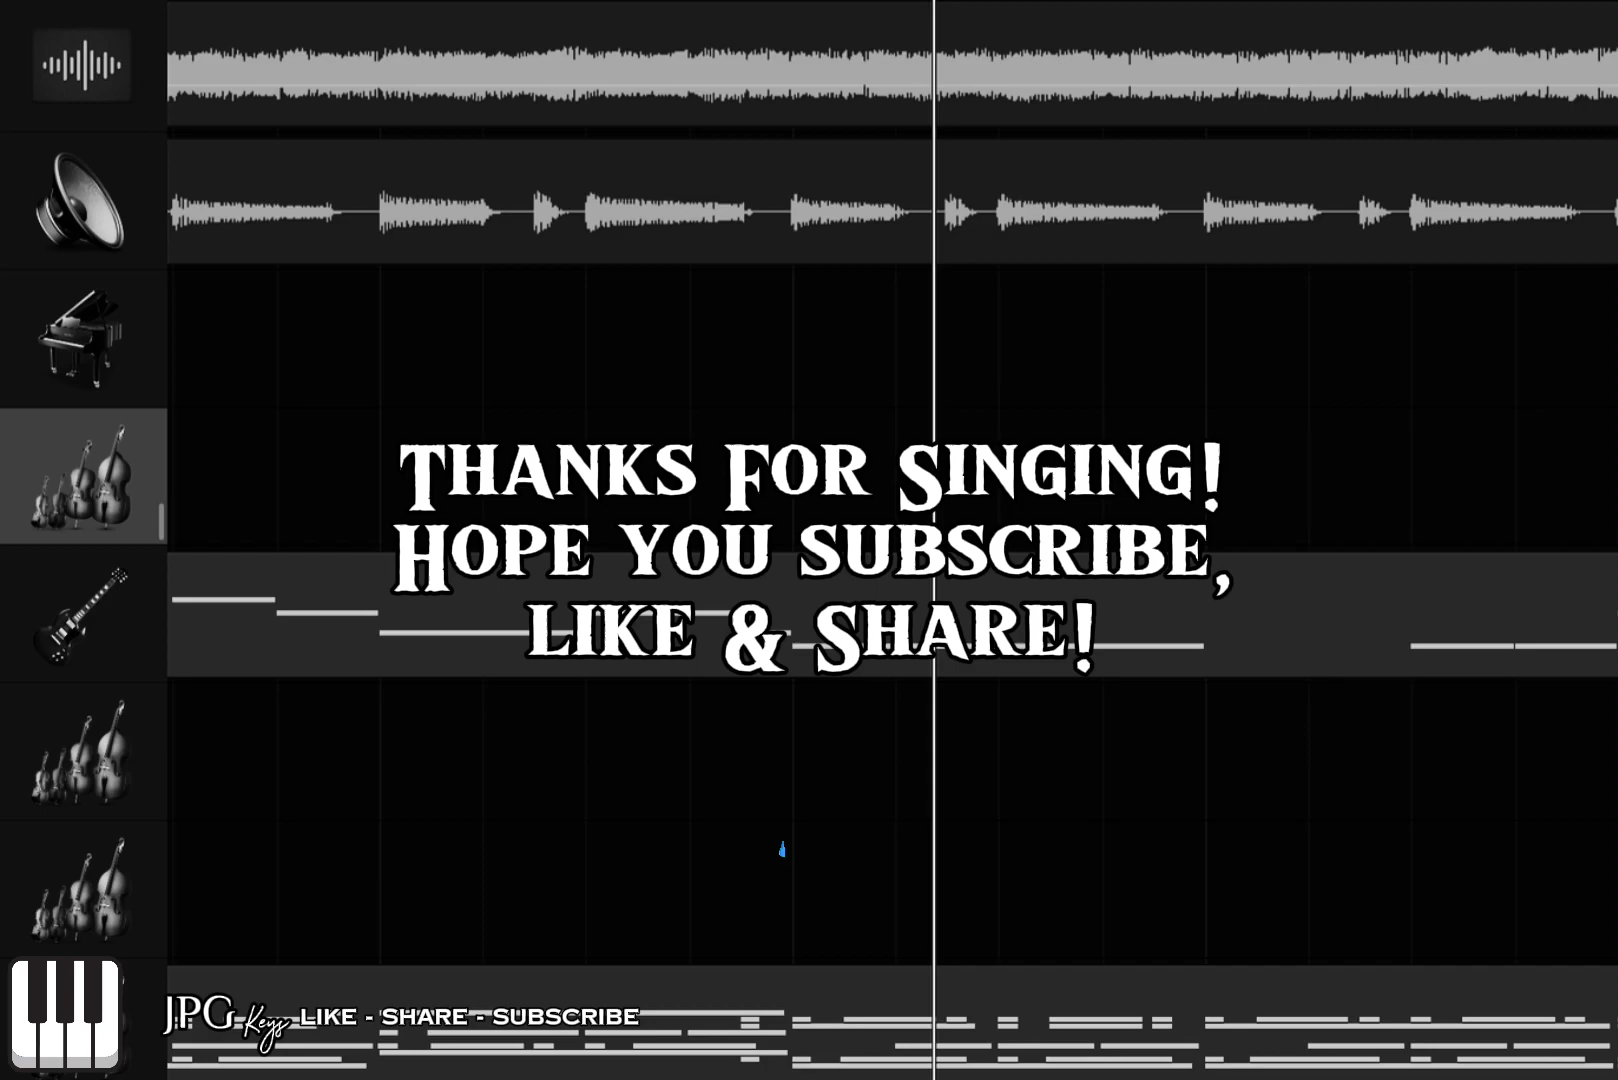 Thanks For Singing!
Hope you subscribe,
like & Share!
JPG Keys LIKE - SHARE - SUBSCRIBE